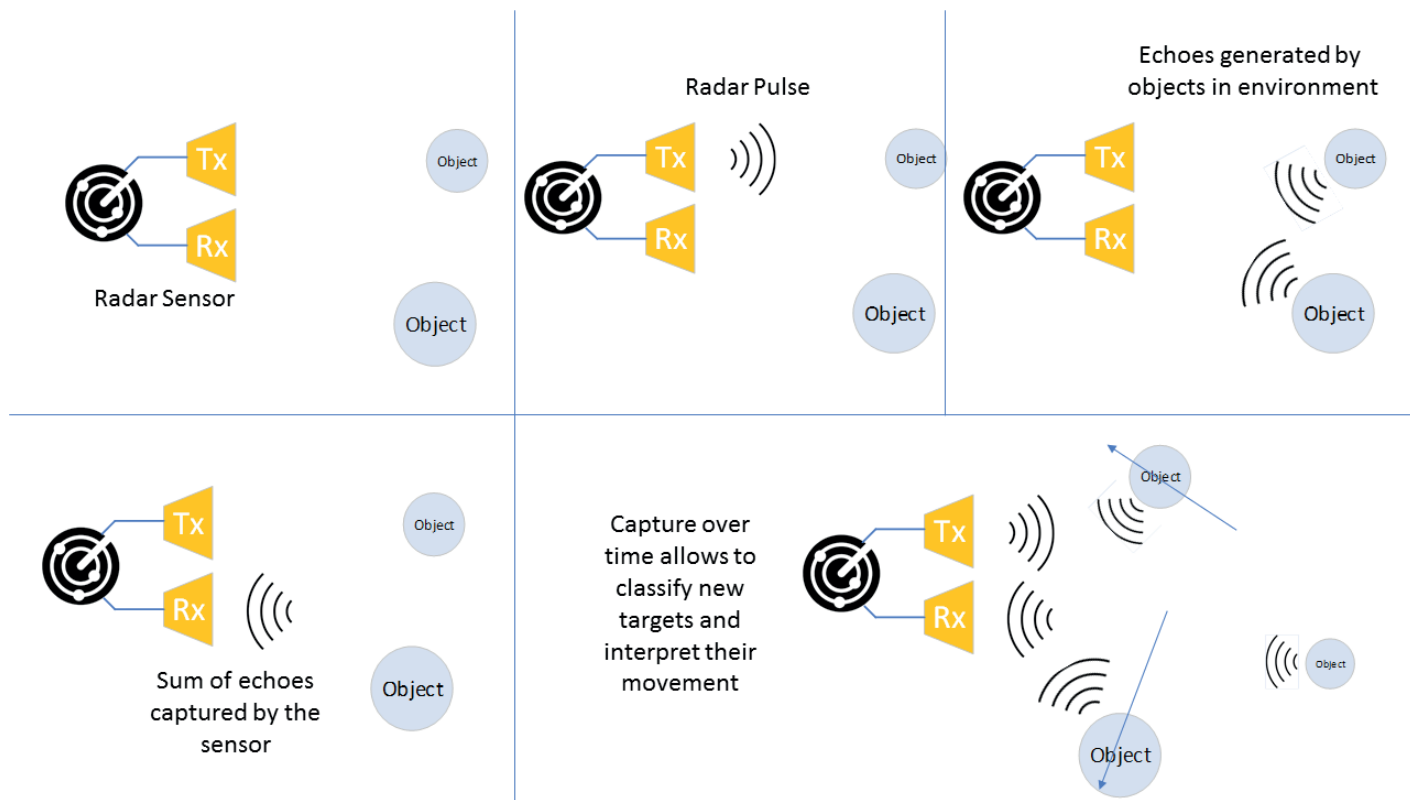 Tx
Object
Rx
Radar Sensor
Object
Radar Pulse
Tx
Object
Rx
Object
Echoes generated by
objects in environment
Tx
Object
Rx
Object
Tx
Object
Rx
Object
Sum of echoes
captured by the
sensor
Capture over
time allows to
classify new
targets and
interpret their
movement
Tx
Object
Rx
Object
Object